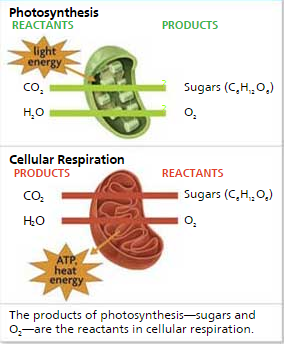 Photosynthesis
REACTANTS PRODUCTS
light
energy
CO₂ Sugars (C₆H₁₂O₆)
H₂O O₂
Cellular Respiration
PRODUCTS REACTANTS
CO₂ Sugars (C₆H₁₂O₆)
H₂O O₂
ATP,
heat
energy
The products of photosynthesis—sugars and
O₂—are the reactants in cellular respiration.